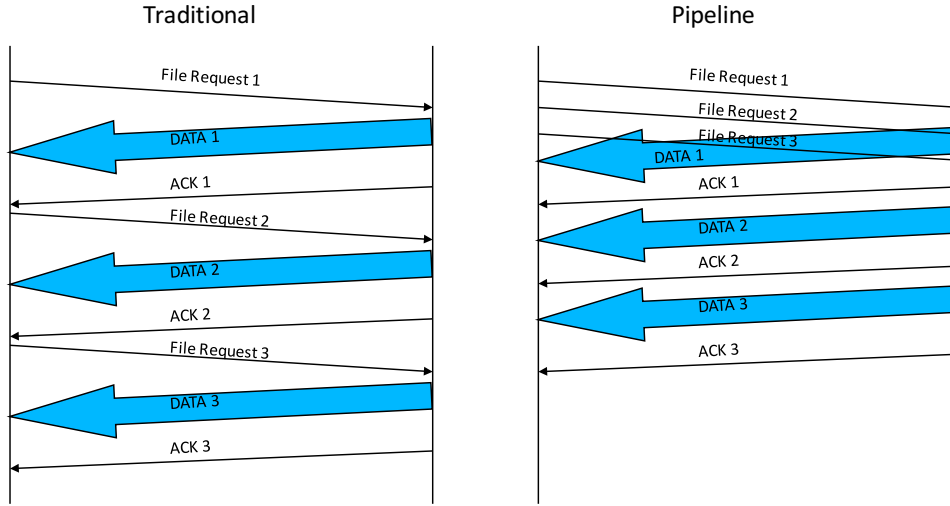 Traditional
File Request 1
DATA 1
ACK 1
File Request 2
DATA 2
ACK 2
File Request 3
DATA 3
ACK 3
Pipeline
File Request 1
File Request 2
File Request 3
DATA 1
ACK 1
DATA 2
ACK 2
DATA 3
ACK 3